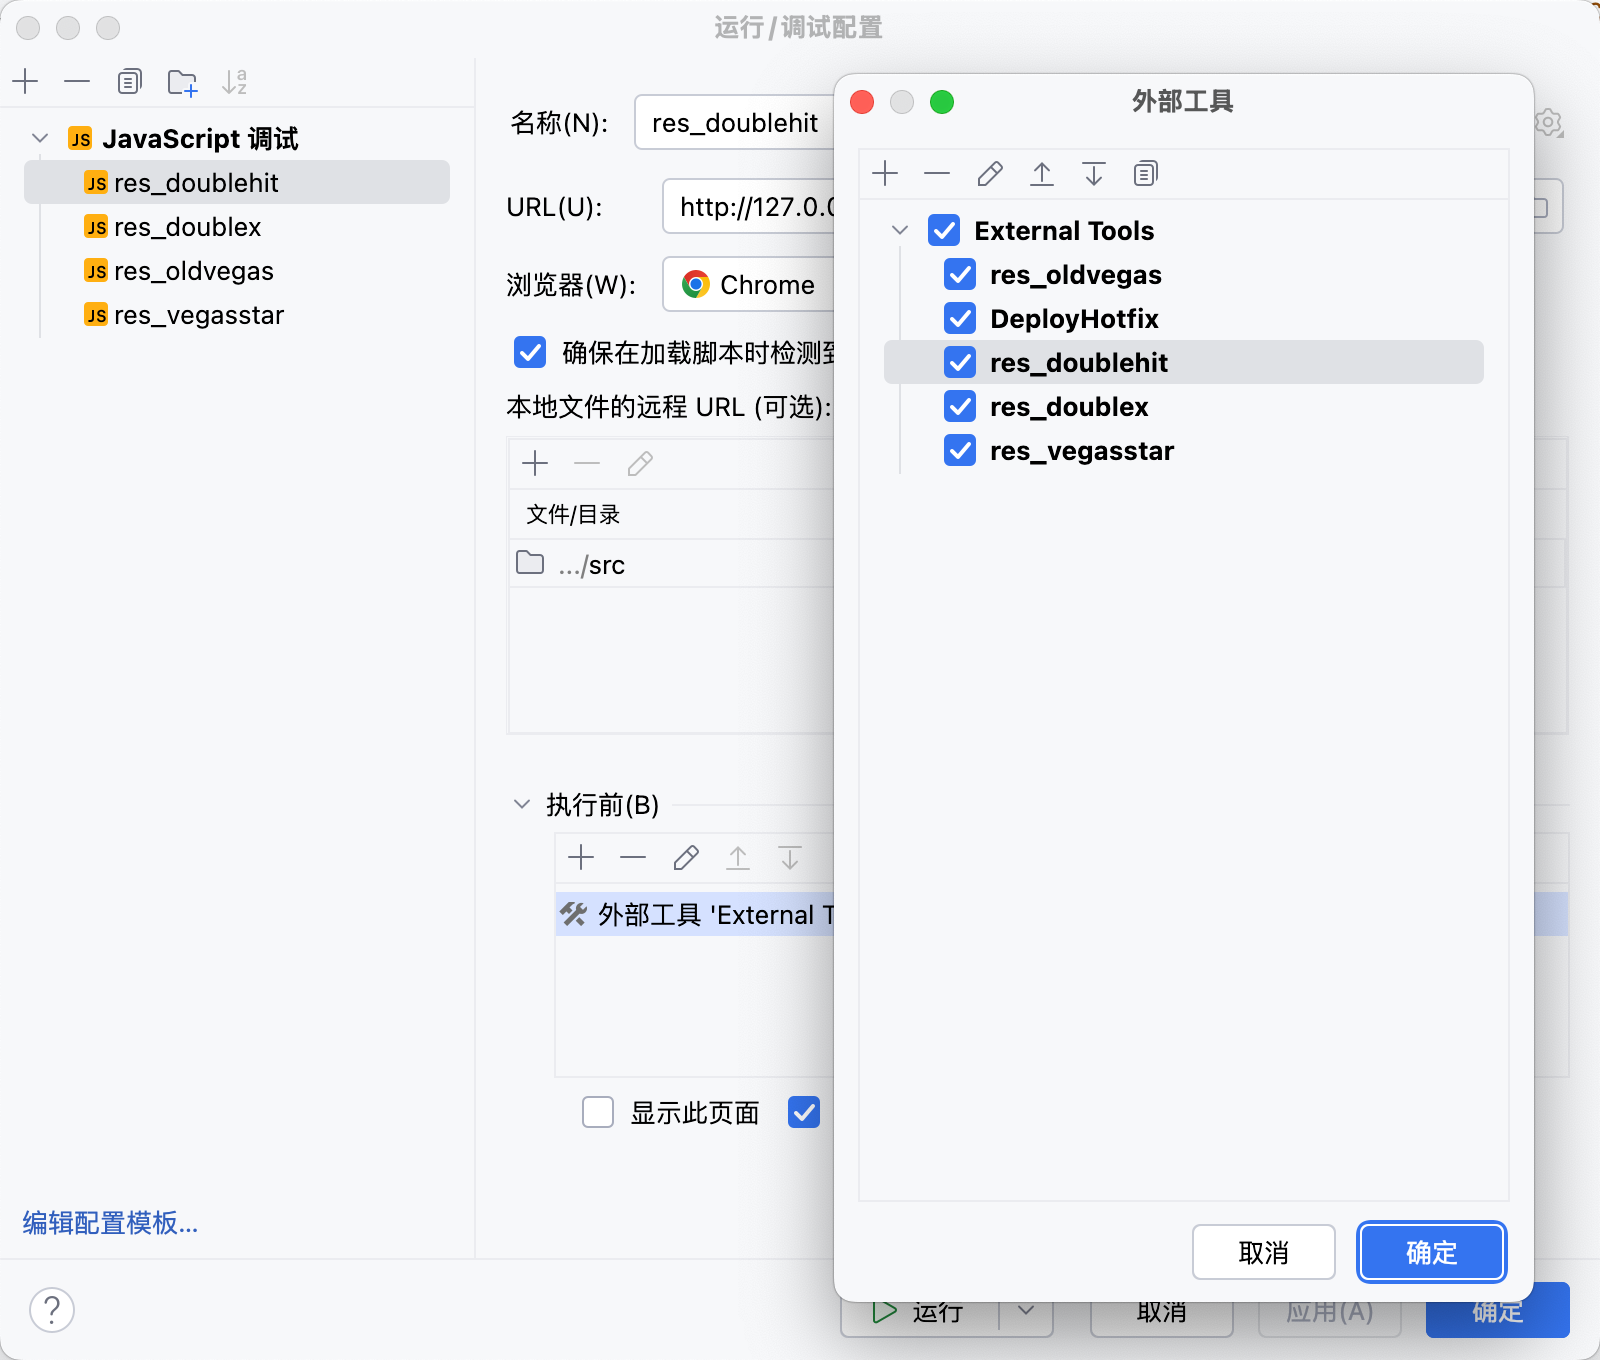 运行/调试配置
JS JavaScript 调试
JS res_doublehit
JS res_doublex
JS res_oldvegas
JS res_vegasstar
编辑配置模板...
?
名称(N):
res_doublehit
URL(U):
http://127.0.0
浏览器(W):
Chrome
确保在加载脚本时检测到
本地文件的远程 URL (可选):
文件/目录
.../src
执行前(B)
外部工具 'External T
显示此页面
外部工具
External Tools
res_oldvegas
DeployHotfix
res_doublehit
res_doublex
res_vegasstar
取消
确定
运行
取消
应用(A)
确定